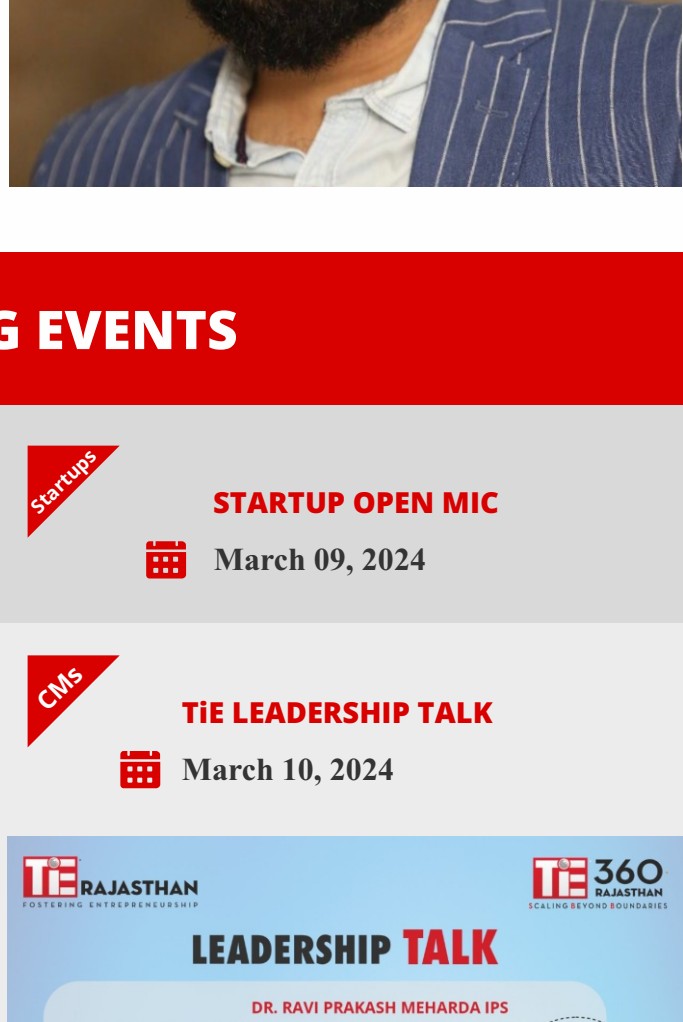 G EVENTS
Startups
STARTUP OPEN MIC
March 09, 2024
CMs
TiE LEADERSHIP TALK
March 10, 2024
TiE RAJASTHAN
FOSTERING ENTREPRENEURSHIP
TiE 360
RAJASTHAN
SCALING BEYOND BOUNDARIES
LEADERSHIP TALK
DR. RAVI PRAKASH MEHARDA IPS